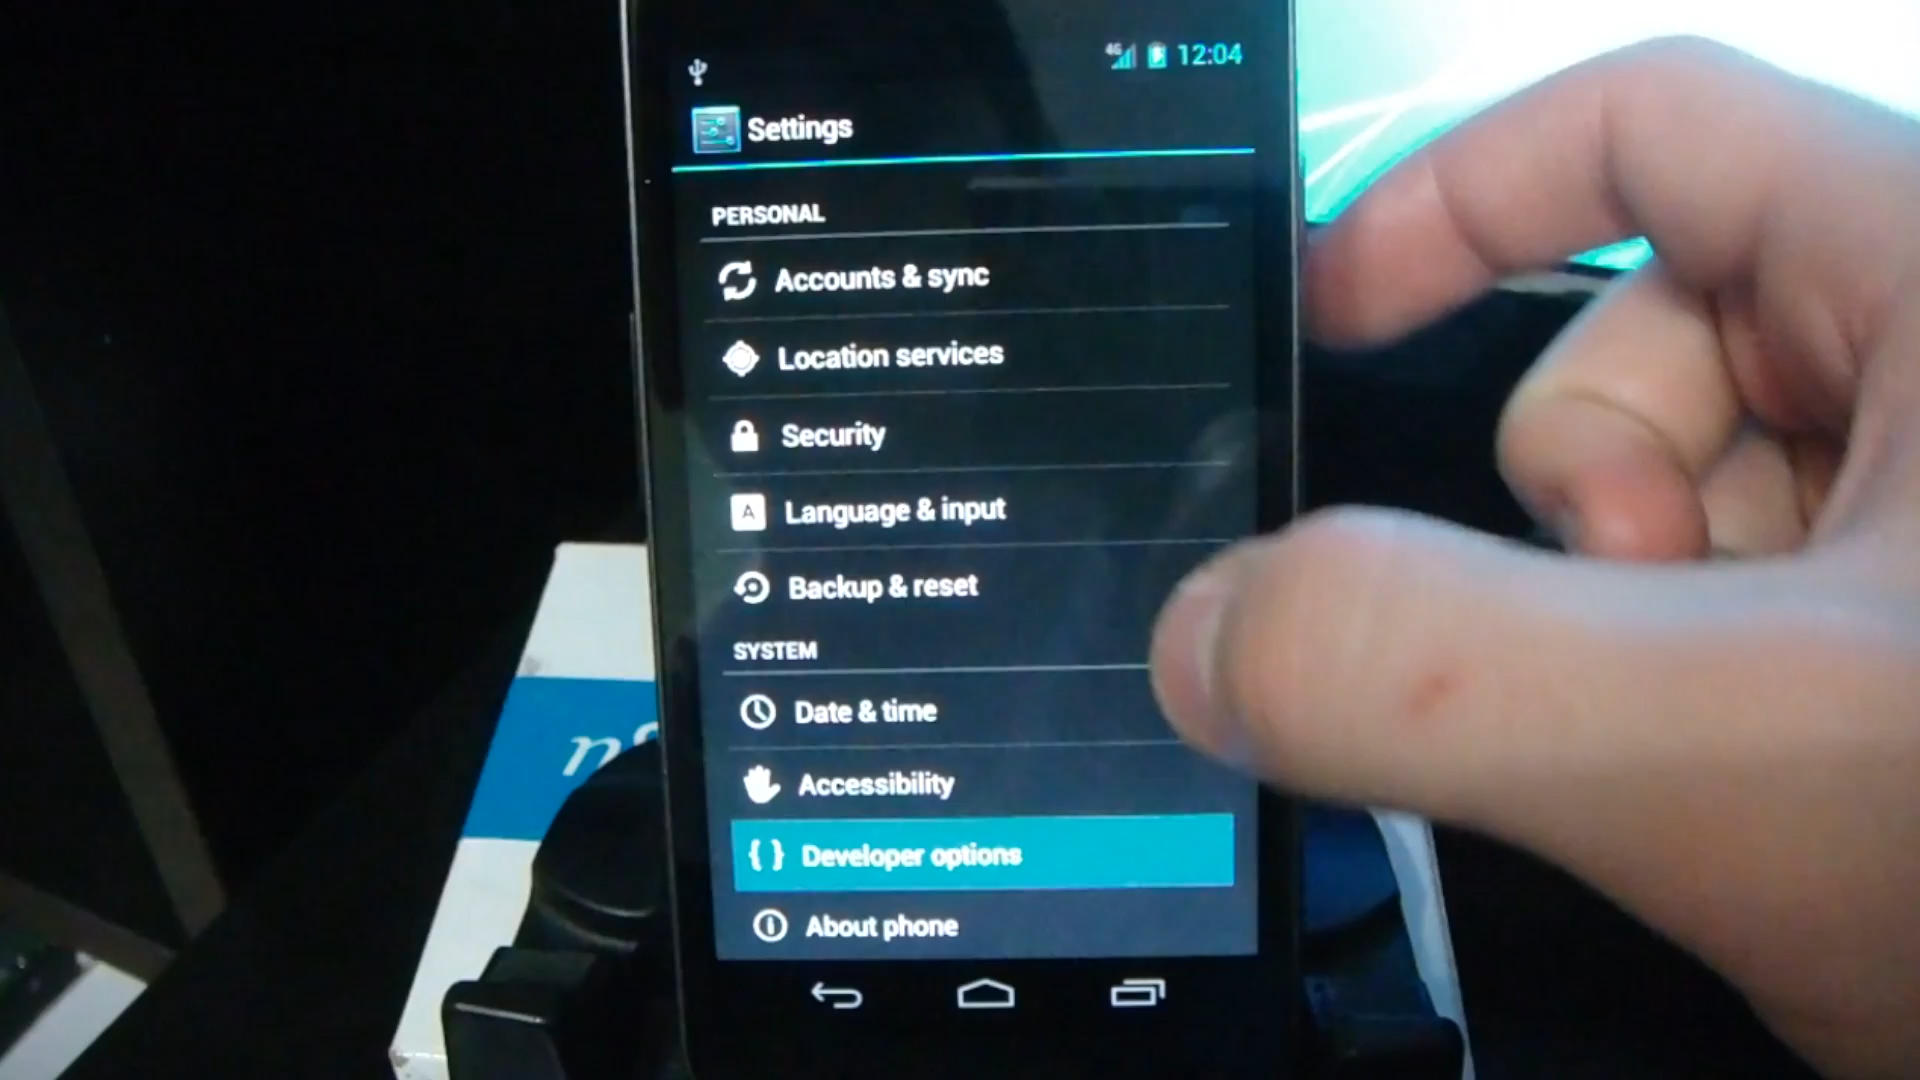 4G 12:04
Settings
PERSONAL
Accounts & sync
Location services
Security
A Language & input
Backup & reset
SYSTEM
Date & time
Accessibility
{ } Developer options
About phone